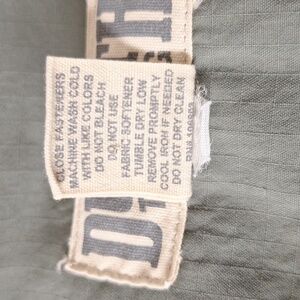 CLOSE FASTENERS
MACHINE WASH COLD
WITH LIKE COLORS
DO NOT BLEACH
DO NOT USE
FABRIC SOFTENER
TUMBLE DRY LOW
REMOVE PROMPTLY
COOL IRON IF NEEDED
DO NOT DRY CLEAN